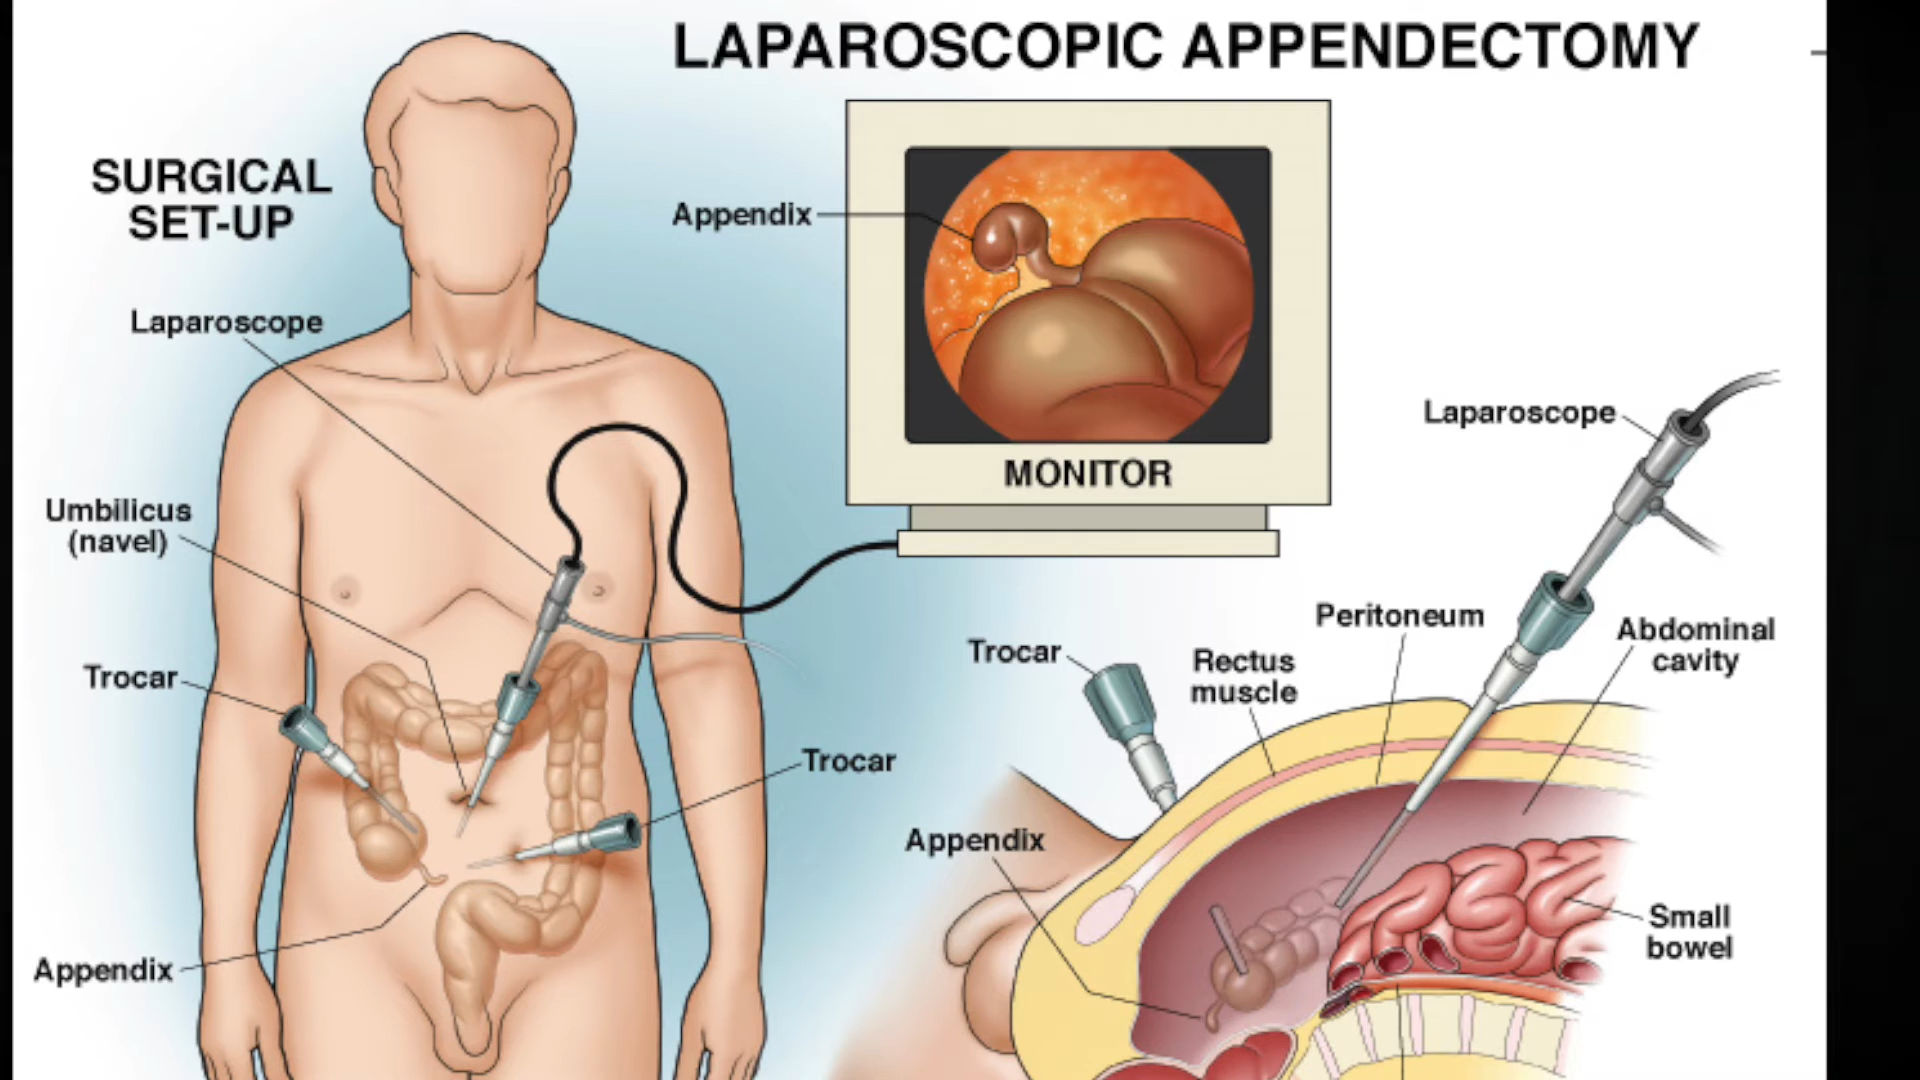 LAPAROSCOPIC APPENDECTOMY
SURGICAL
SET-UP
Appendix
Laparoscope
MONITOR
Laparoscope
Umbilicus
(navel)
Trocar
Trocar
Appendix
Trocar
Rectus
muscle
Peritoneum
Abdominal
cavity
Appendix
Small
bowel